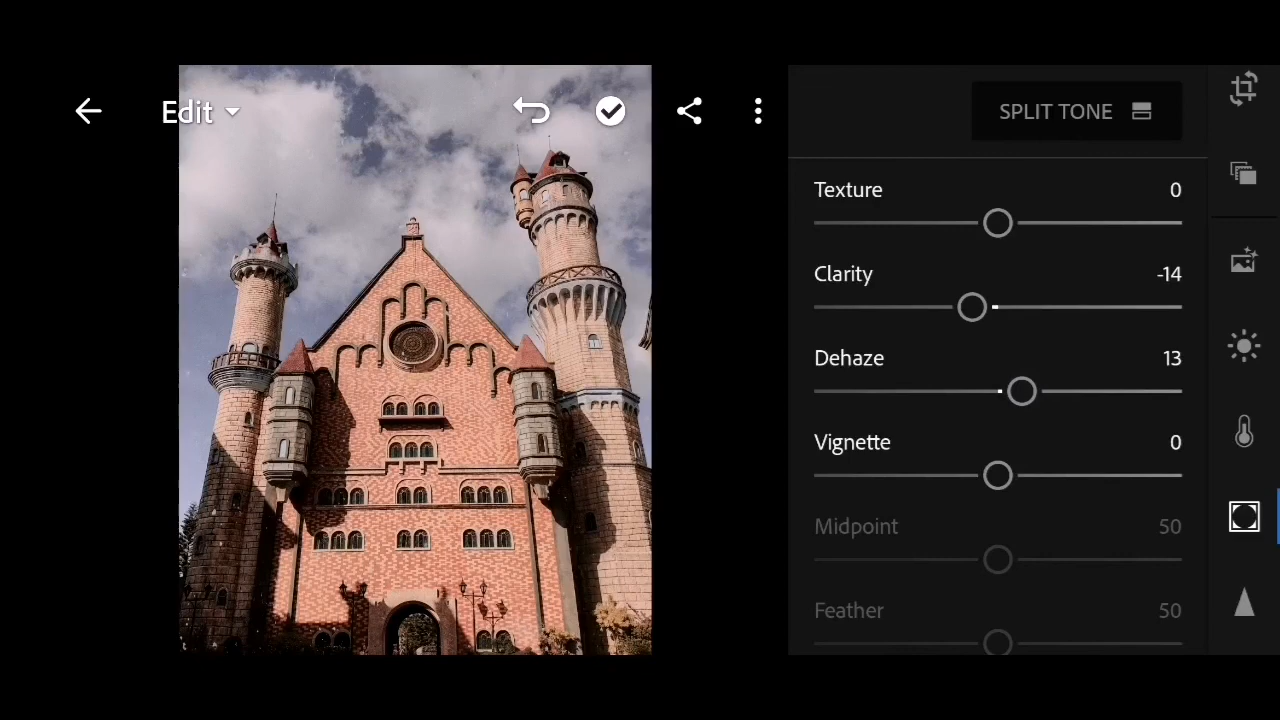 Edit
SPLIT TONE
Texture 0
Clarity -14
Dehaze 13
Vignette 0
Midpoint 50
Feather 50